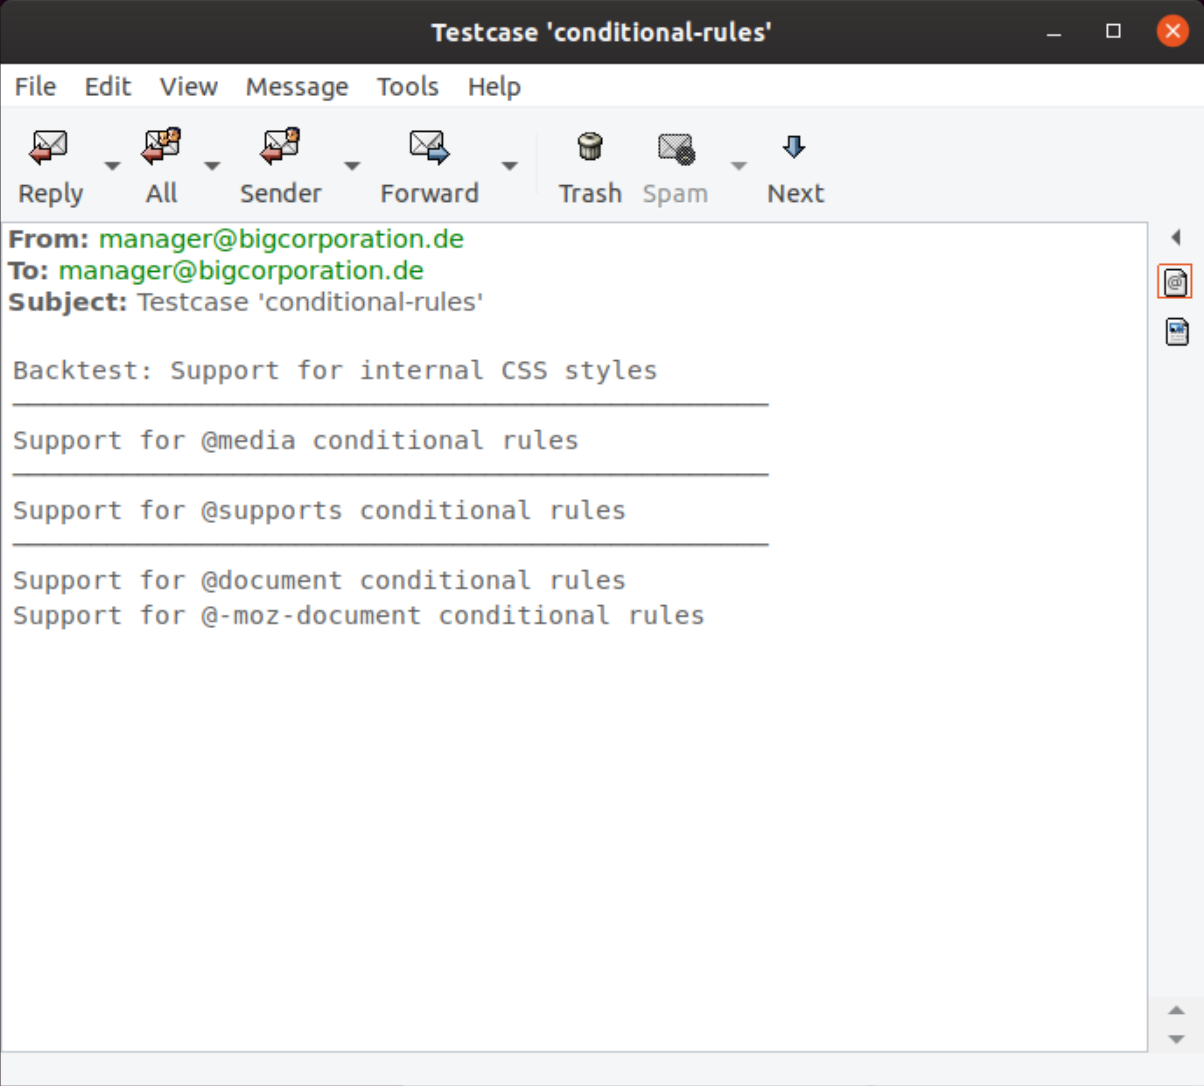 Testcase 'conditional-rules'
File Edit View Message Tools Help
Reply All Sender Forward Trash Spam Next
From: manager@bigcorporation.de
To: manager@bigcorporation.de
Subject: Testcase 'conditional-rules'
Backtest: Support for internal CSS styles
Support for @media conditional rules
Support for @supports conditional rules
Support for @document conditional rules
Support for @-moz-document conditional rules